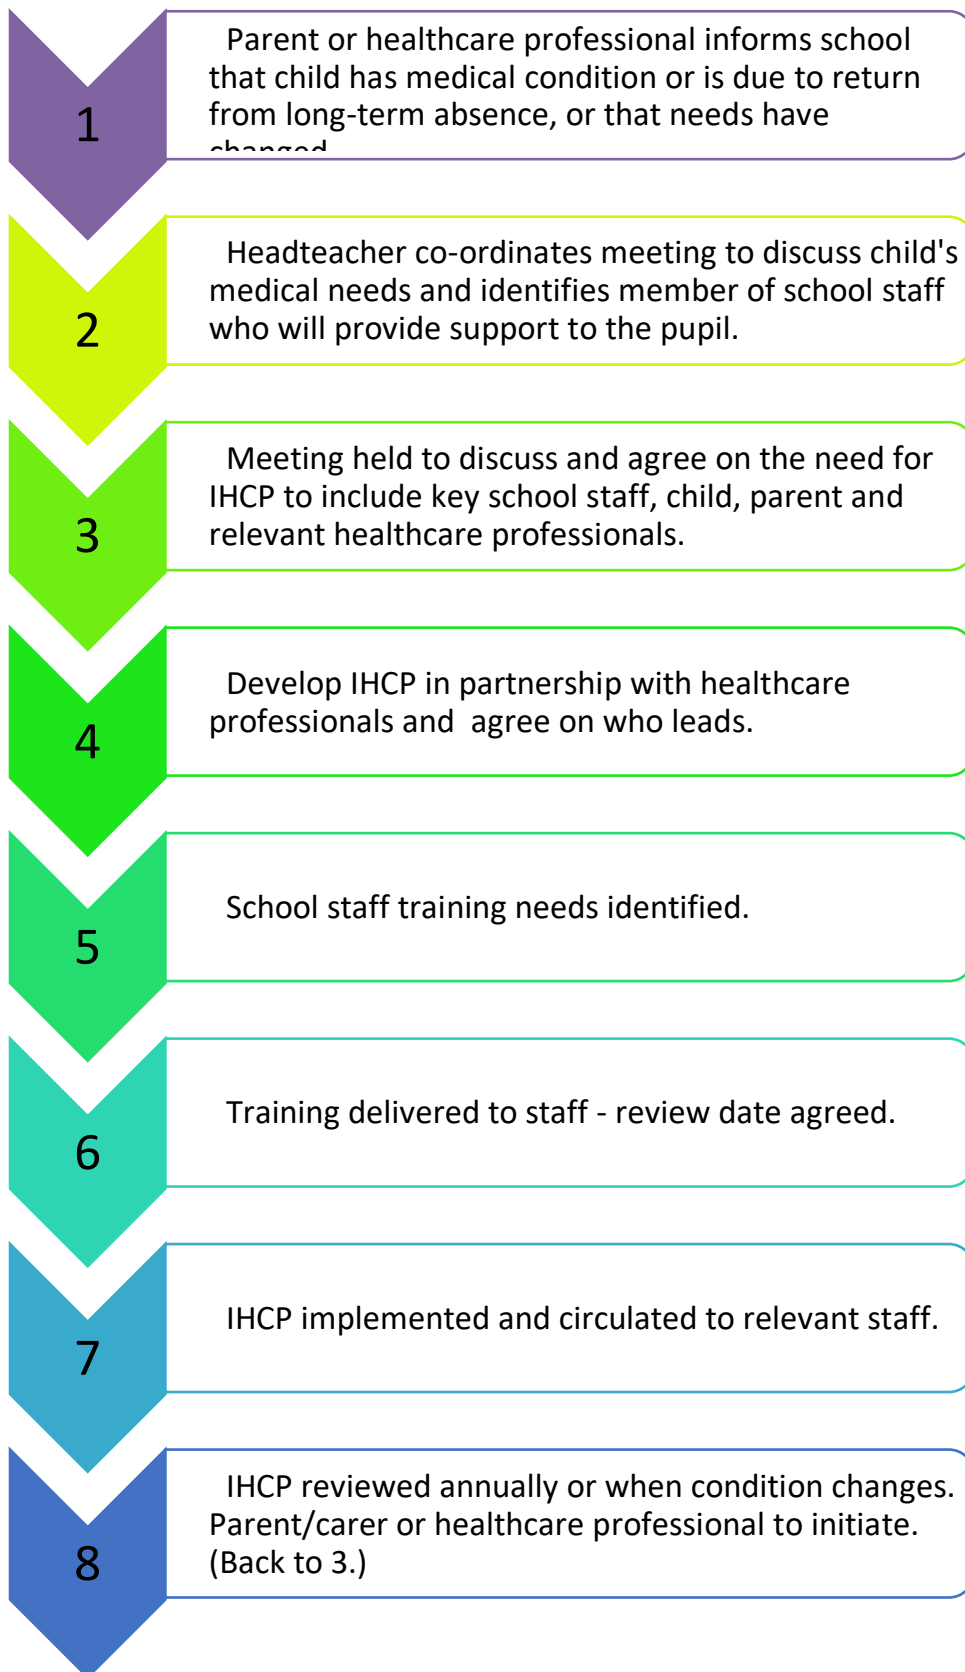 1
Parent or healthcare professional informs school
that child has medical condition or is due to return
from long-term absence, or that needs have
changed
2
Headteacher co-ordinates meeting to discuss child's
medical needs and identifies member of school staff
who will provide support to the pupil.
3
Meeting held to discuss and agree on the need for
IHCP to include key school staff, child, parent and
relevant healthcare professionals.
4
Develop IHCP in partnership with healthcare
professionals and  agree on who leads.
5
School staff training needs identified.
6
Training delivered to staff - review date agreed.
7
IHCP implemented and circulated to relevant staff.
8
IHCP reviewed annually or when condition changes.
Parent/carer or healthcare professional to initiate.
(Back to 3.)